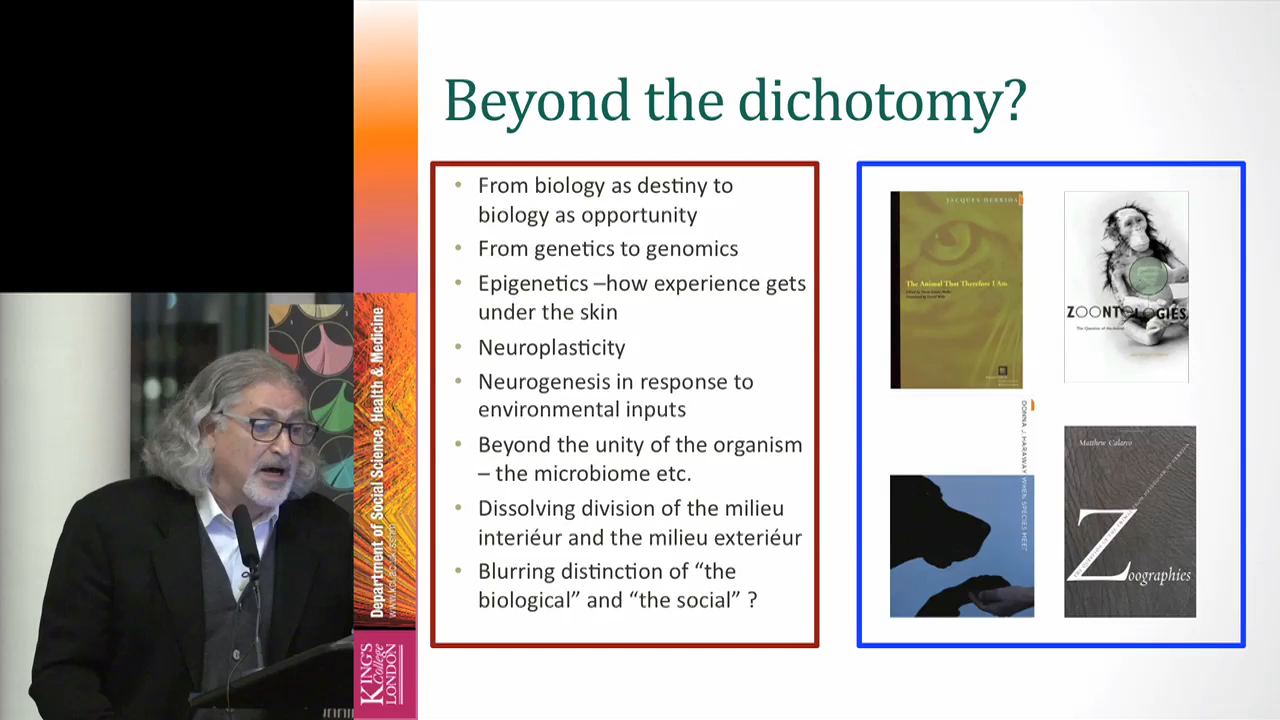 Beyond the dichotomy?
• From biology as destiny to
biology as opportunity
• From genetics to genomics
• Epigenetics –how experience gets
under the skin
• Neuroplasticity
• Neurogenesis in response to
environmental inputs
• Beyond the unity of the organism
– the microbiome etc.
• Dissolving division of the milieu
interiéur and the milieu exteriéur
• Blurring distinction of “the
biological” and “the social” ?
JACQUES DERRIDA
The Animal That Therefore I Am
ZOONTOLOGIES
The Question of the Animal
DONNA J. HARAWAY WHEN SPECIES MEET
Matthew Calarco
Zoographies
Department of Social Science, Health & Medicine
KING'S
College
LONDON